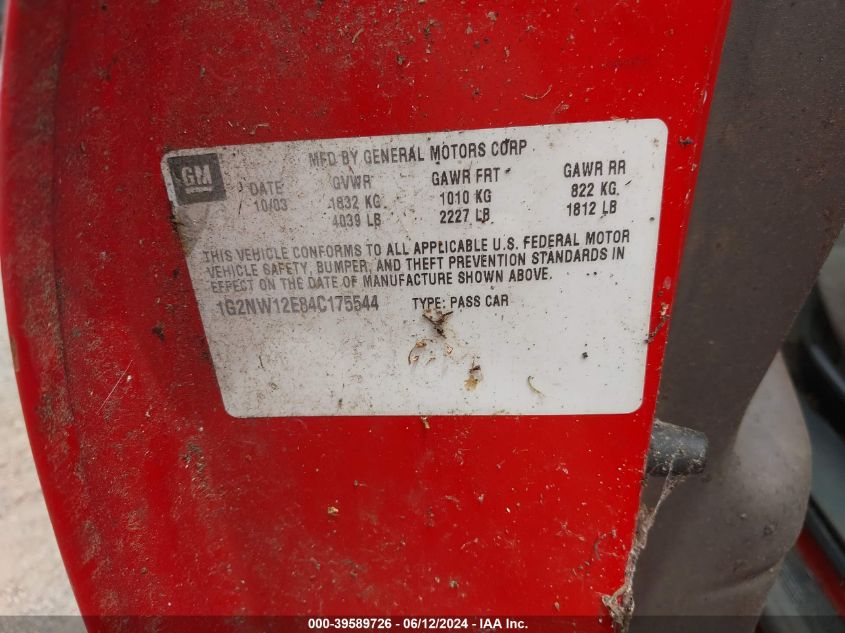 GM
MFD BY GENERAL MOTORS CORP
DATE GVWR GAWR FRT GAWR RR
10/03 1832 KG 1010 KG 822 KG
4039 LB 2227 LB 1812 LB
THIS VEHICLE CONFORMS TO ALL APPLICABLE U.S. FEDERAL MOTOR
VEHICLE SAFETY, BUMPER, AND THEFT PREVENTION STANDARDS IN
EFFECT ON THE DATE OF MANUFACTURE SHOWN ABOVE.
1G2NW12E84C175544 TYPE: PASS CAR
000-39589726 - 06/12/2024 - IAA Inc.